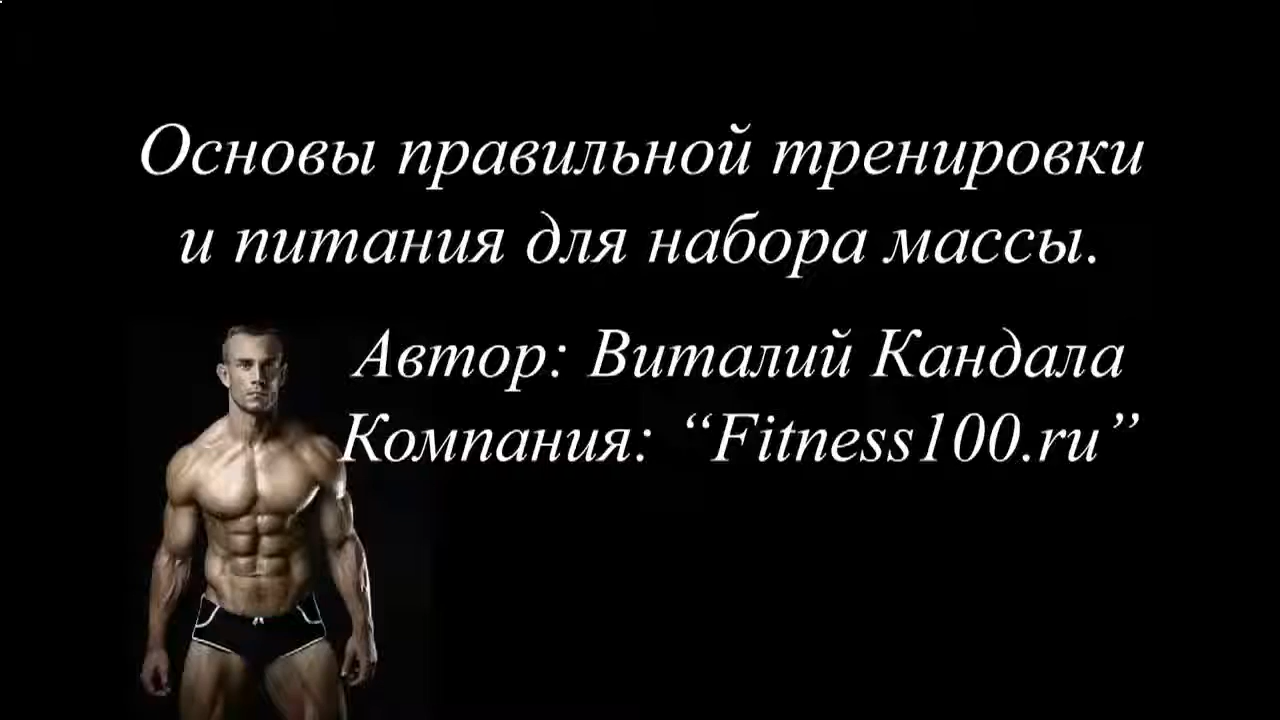 Основы правильной тренировки
и питания для набора массы.
Автор: Виталий Кандала
Компания: “Fitness100.ru”